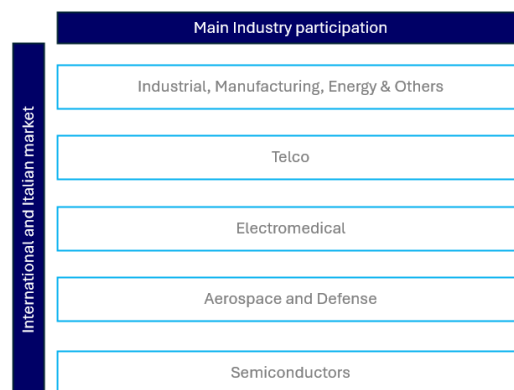 Main Industry participation
International and Italian market
Industrial, Manufacturing, Energy & Others
Telco
Electromedical
Aerospace and Defense
Semiconductors